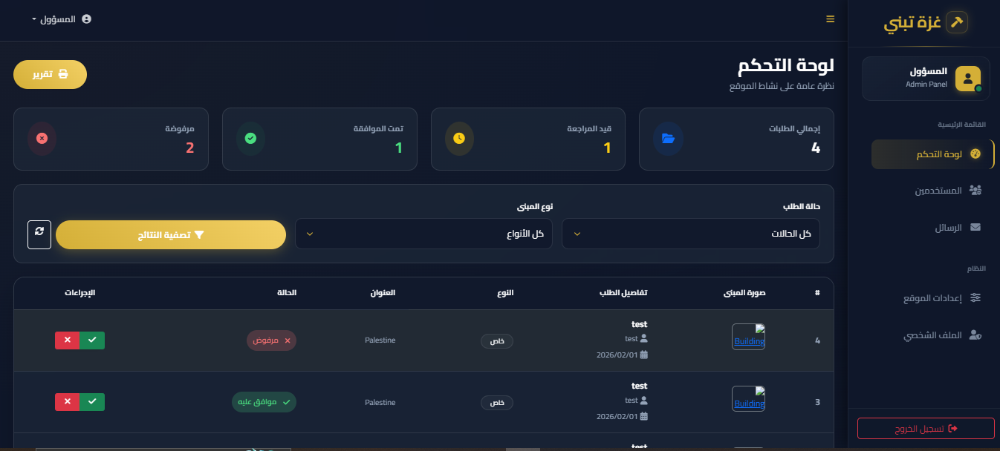 غزة تبني
المسؤول
Admin Panel
القائمة الرئيسية
لوحة التحكم
المستخدمين
الرسائل
النظام
إعدادات الموقع
الملف الشخصي
تسجيل الخروج
المسؤول
لوحة التحكم
نظرة عامة على نشاط الموقع
تقرير
إجمالي الطلبات
4
قيد المراجعة
1
تمت الموافقة
1
مرفوضة
2
حالة الطلب
كل الحالات
نوع المبنى
كل الأنواع
تصفية النتائج
# صورة المبنى تفاصيل الطلب النوع العنوان الحالة الإجراءات
4 Building test خاص Palestine مرفوض
test
2026/02/01
3 Building test خاص Palestine موافق عليه
test
2026/02/01
test